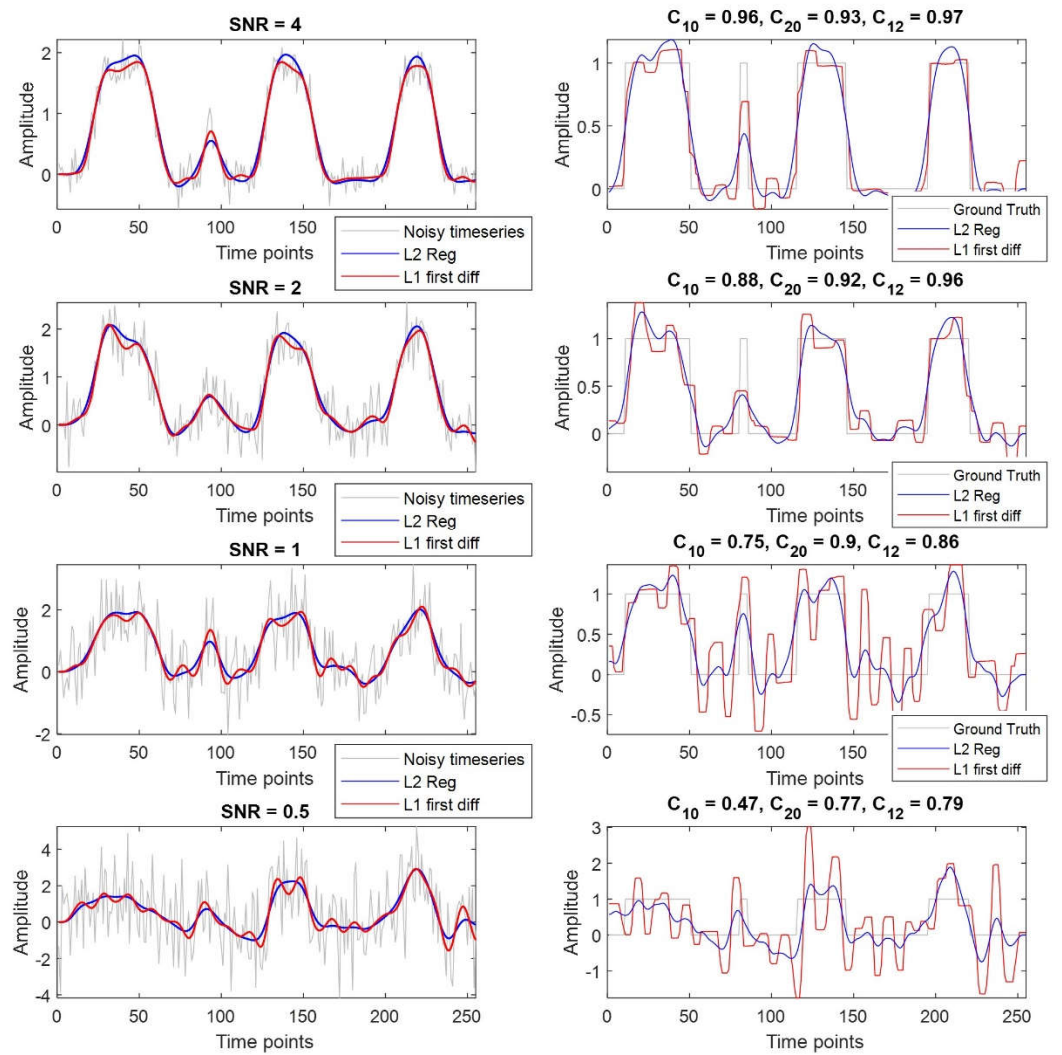 SNR = 4
2
1
0
Amplitude
0 50 100 150
Time points
Noisy timeseries
L2 Reg
L1 first diff
C10 = 0.96, C20 = 0.93, C12 = 0.97
1
0.5
0
Amplitude
0 50 100 150
Time points
Ground Truth
L2 Reg
L1 first diff
SNR = 2
2
1
0
Amplitude
0 50 100 150
Time points
Noisy timeseries
L2 Reg
L1 first diff
C10 = 0.88, C20 = 0.92, C12 = 0.96
1
0.5
0
Amplitude
0 50 100 150
Time points
Ground Truth
L2 Reg
L1 first diff
SNR = 1
2
0
-2
Amplitude
0 50 100 150
Time points
Noisy timeseries
L2 Reg
L1 first diff
C10 = 0.75, C20 = 0.9, C12 = 0.86
1
0.5
0
-0.5
Amplitude
0 50 100 150
Time points
Ground Truth
L2 Reg
L1 first diff
SNR = 0.5
4
2
0
-2
-4
Amplitude
0 50 100 150 200 250
Time points
C10 = 0.47, C20 = 0.77, C12 = 0.79
3
2
1
0
-1
Amplitude
0 50 100 150 200 250
Time points